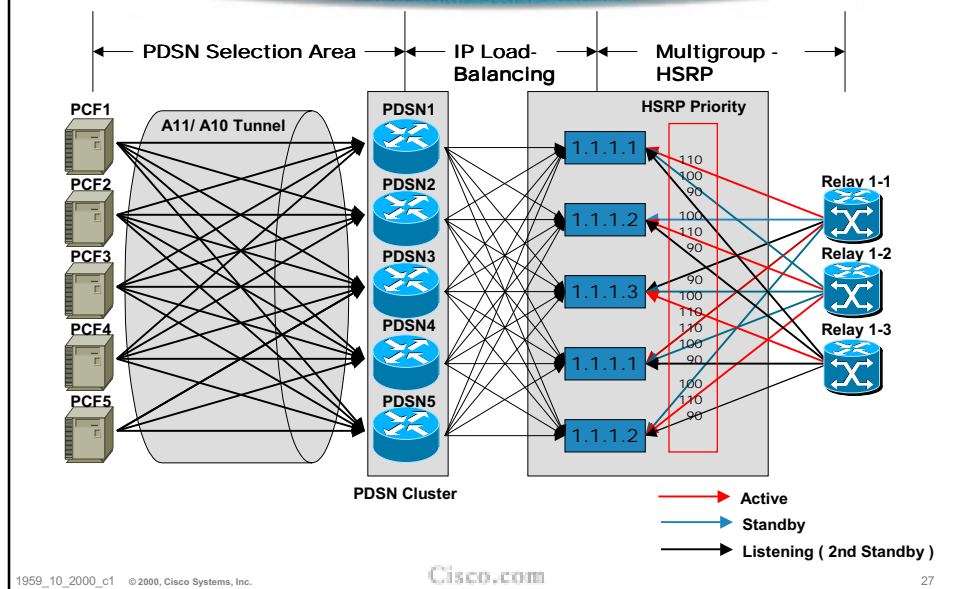 PDSN Selection Area
IP Load-
Balancing
Multigroup -
HSRP
PCF1
PCF2
PCF3
PCF4
PCF5
A11/ A10 Tunnel
PDSN1
PDSN2
PDSN3
PDSN4
PDSN5
PDSN Cluster
HSRP Priority
1.1.1.1
1.1.1.2
1.1.1.3
1.1.1.1
1.1.1.2
110
100
90
100
110
90
90
100
110
110
100
90
100
110
90
Relay 1-1
Relay 1-2
Relay 1-3
Active
Standby
Listening ( 2nd Standby )
1959_10_2000_c1 © 2000, Cisco Systems, Inc.
Cisco.com
27